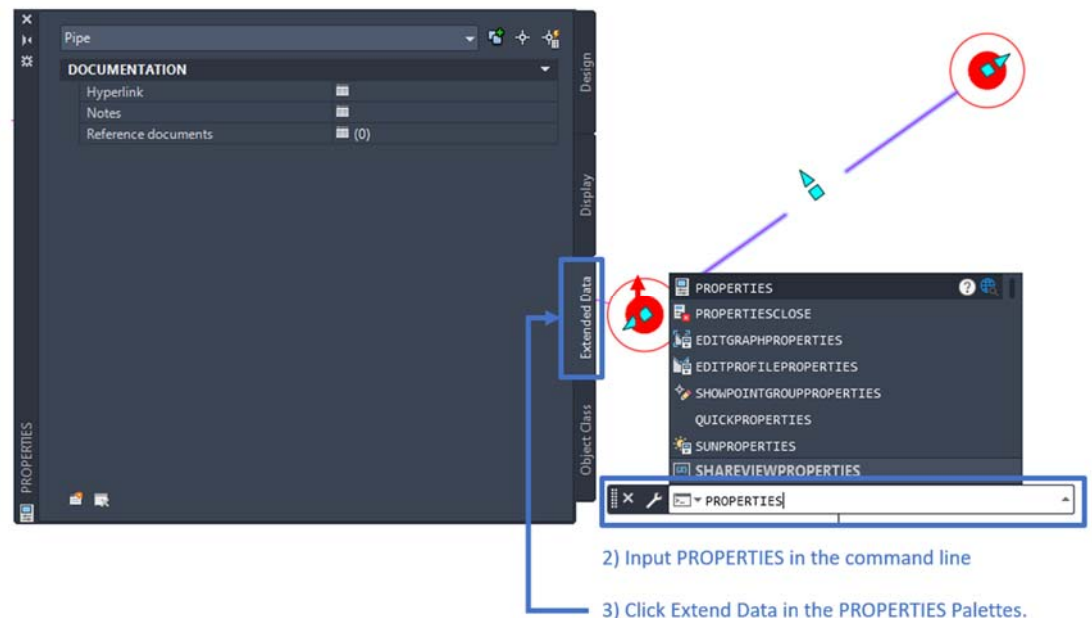 Pipe
DOCUMENTATION
Hyperlink
Notes
Reference documents (0)
Design
Display
Extended Data
Object Class
PROPERTIES
PROPERTIES
PROPERTIESCLOSE
EDITGRAPHPROPERTIES
EDITPROFILEPROPERTIES
SHOWPOINTGROUPPROPERTIES
QUICKPROPERTIES
SUNPROPERTIES
SHAREVIEWPROPERTIES
PROPERTIES
2) Input PROPERTIES in the command line
3) Click Extend Data in the PROPERTIES Palettes.